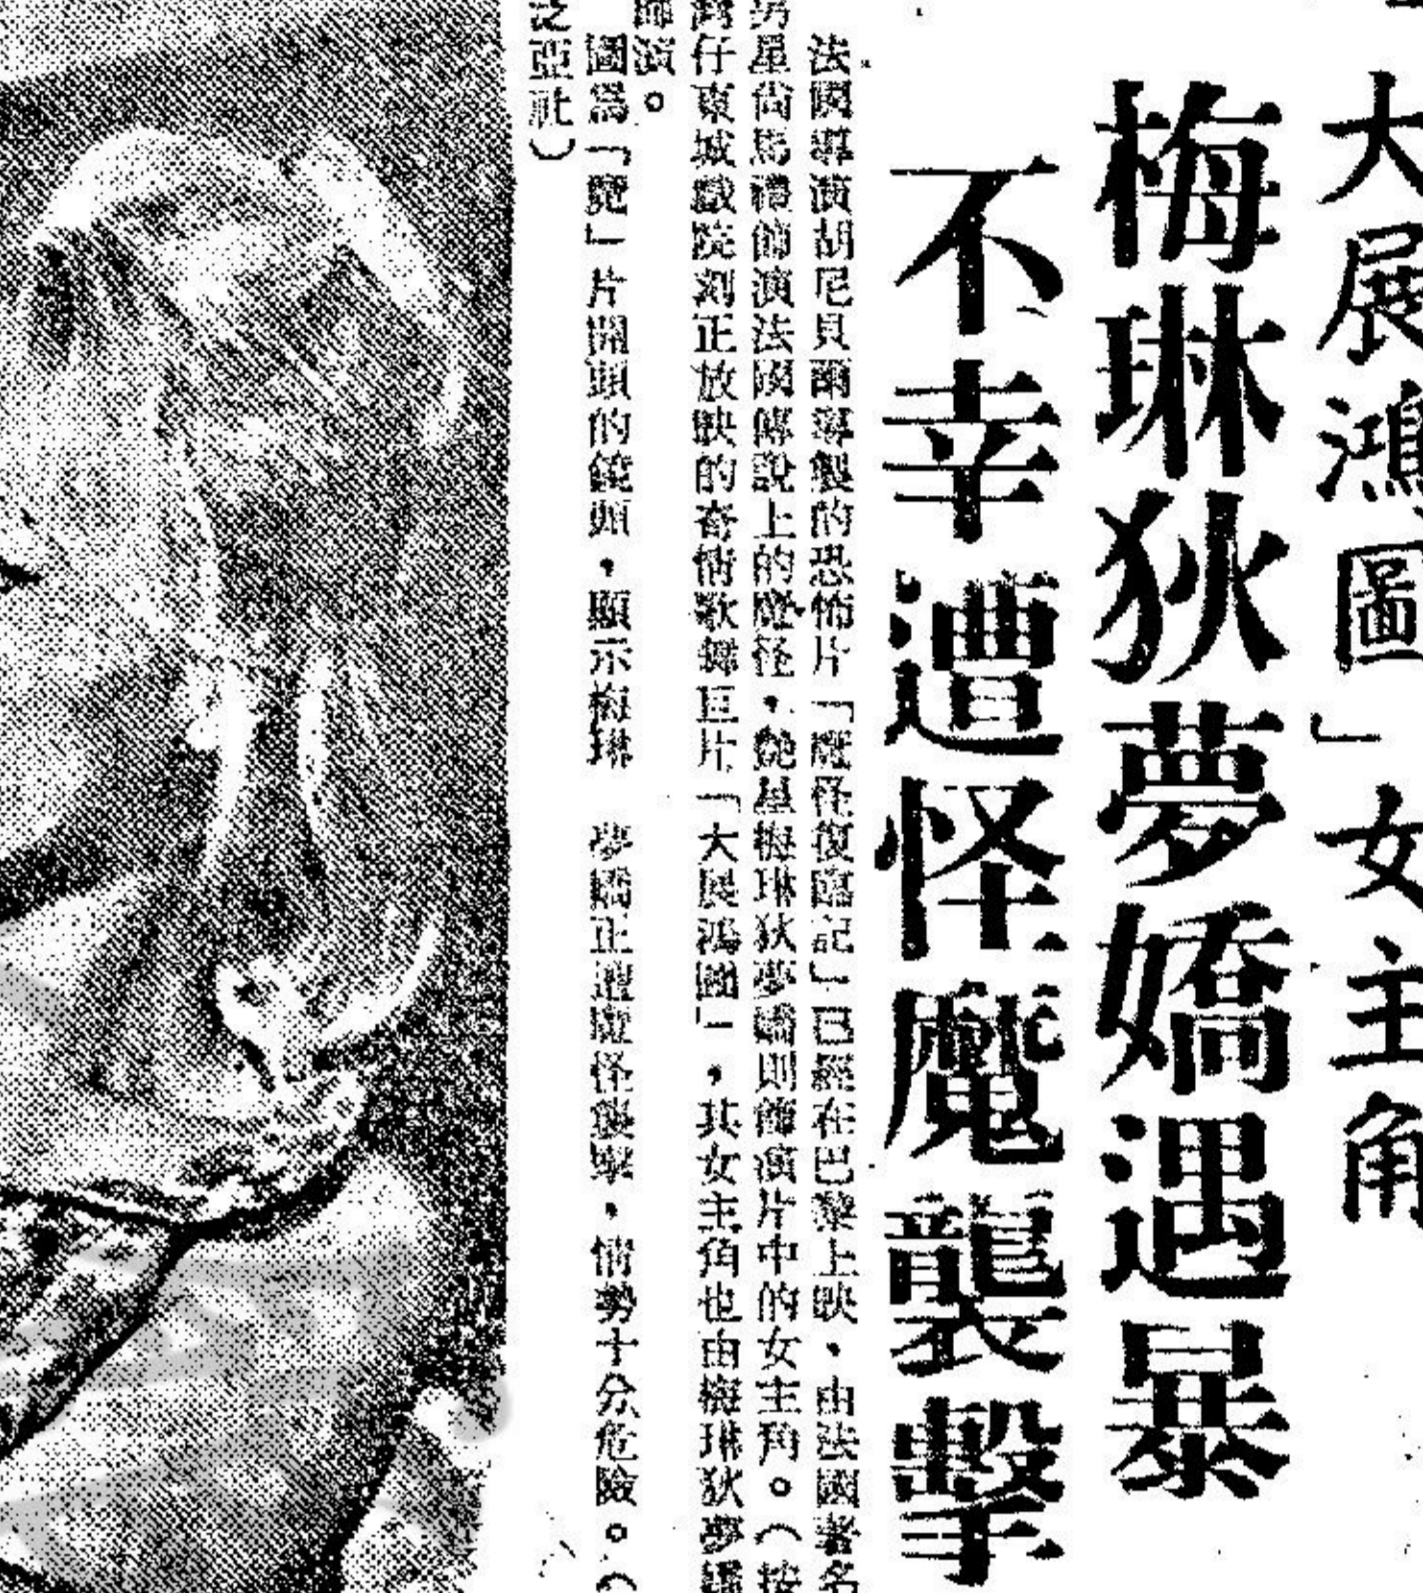 大展鴻圖」女主角
梅琳狄夢嬌遇暴
不幸遭怪魔襲擊
法國導演胡尼貝爾導製的恐怖片「魔怪復臨記」已經在巴黎上映,由法國著名
男星尚馬禮飾演法國傳說上的魔怪,艷星梅琳狄夢嬌則飾演片中的女主角。(按
灣仔東城戲院刻正放映的奇情歌舞巨片「大展鴻圖」,其女主角也由梅琳狄夢嬌
飾演。
圖為「魔」片開頭的鏡頭,顯示梅琳 夢嬌正遭魔怪襲擊,情勢十分危險。(
泛亞社)